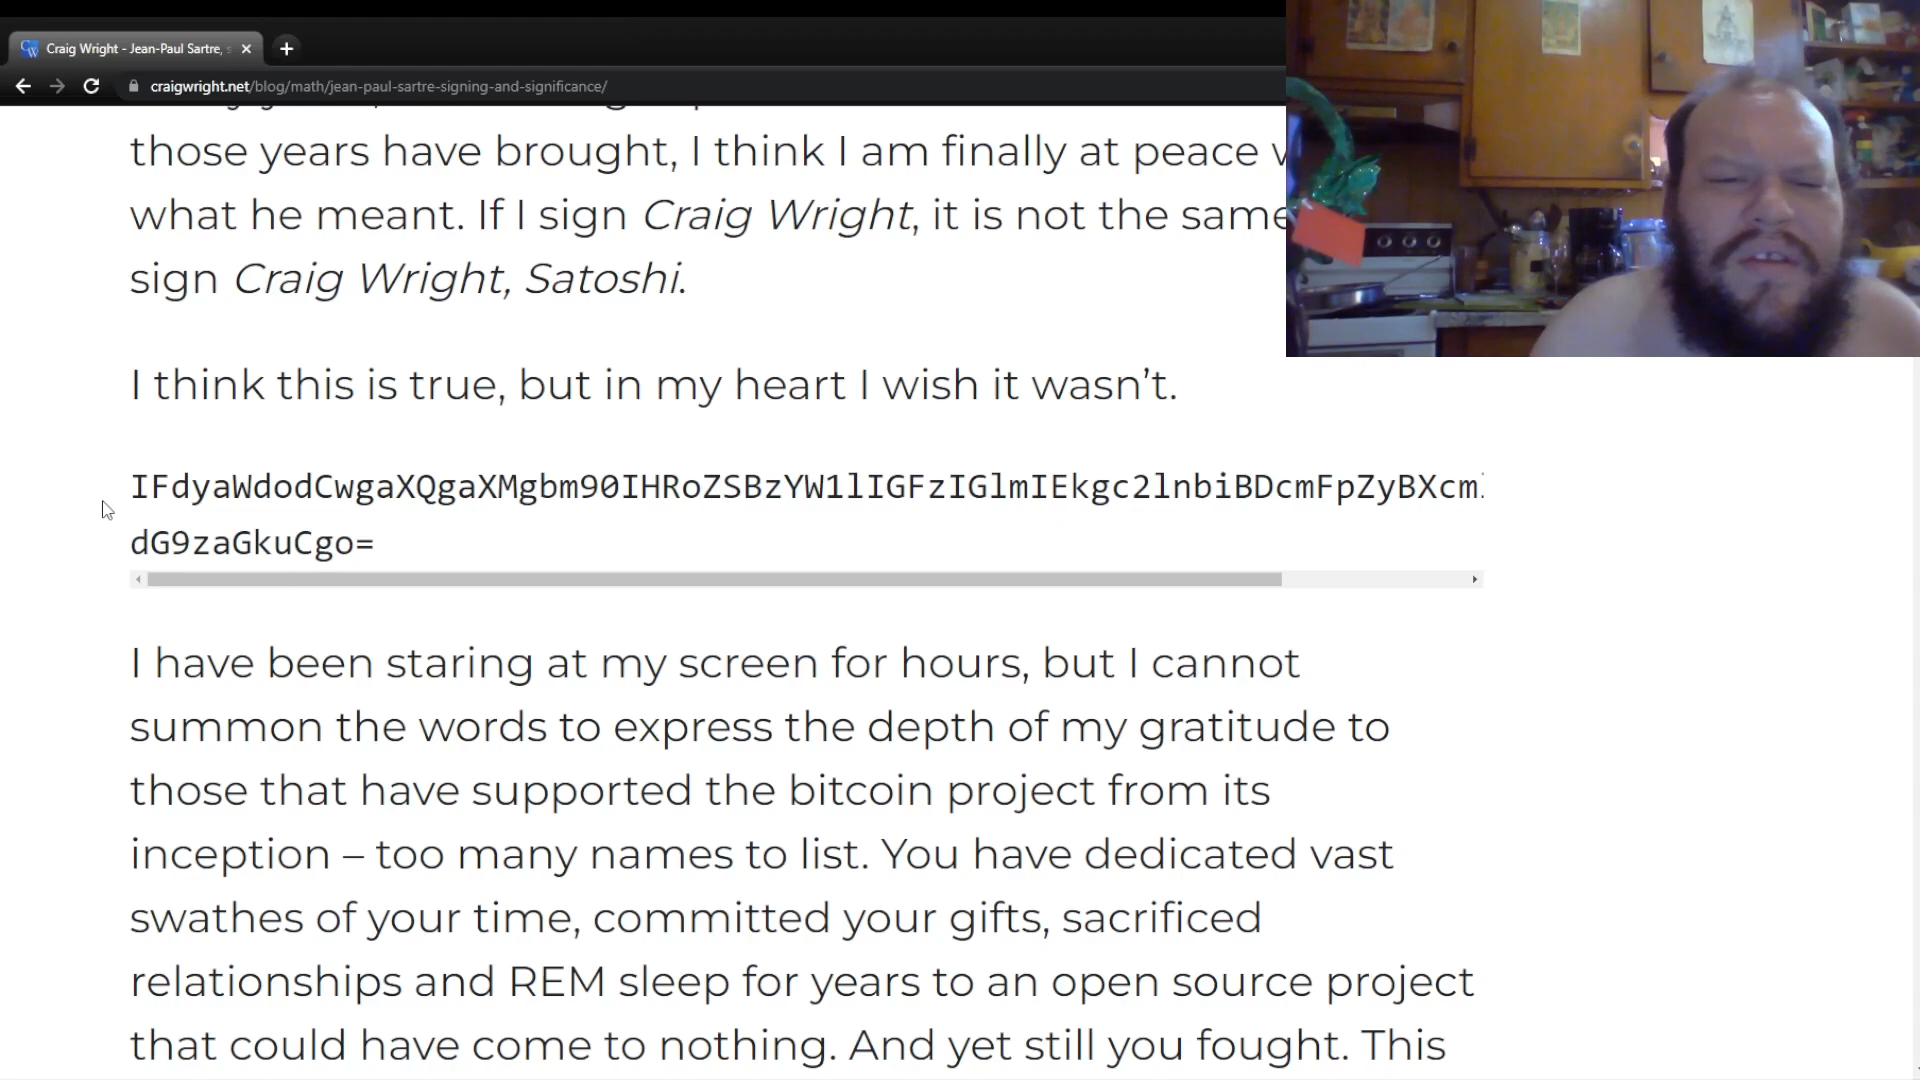 Craig Wright - Jean-Paul Sartre, s
craigwright.net/blog/math/jean-paul-sartre-signing-and-significance/
those years have brought, I think I am finally at peace
what he meant. If I sign Craig Wright, it is not the same
sign Craig Wright, Satoshi.
I think this is true, but in my heart I wish it wasn’t.
IFdyaWdodCwgaXQgaXMgbm90IHRoZSBzYW1lIGFzIGlmIEkgc2lnbiBDcmFpZyBXcm
dG9zaGkuCgo=
I have been staring at my screen for hours, but I cannot
summon the words to express the depth of my gratitude to
those that have supported the bitcoin project from its
inception – too many names to list. You have dedicated vast
swathes of your time, committed your gifts, sacrificed
relationships and REM sleep for years to an open source project
that could have come to nothing. And yet still you fought. This